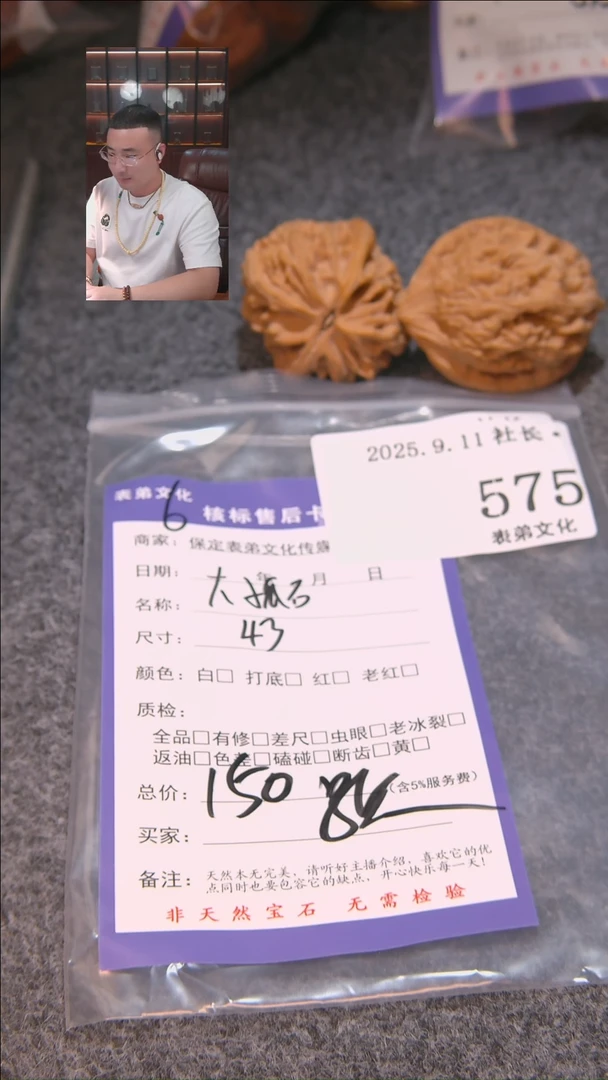 2025.9.11 社长
575
表弟文化
表弟文化
6
核标售后卡
商家：保定表弟文化传
日期： 年 月 日
名称：大 石
尺寸：43
颜色：白□ 打底□ 红□ 老红□
质检：
全品□有修□差尺□虫眼□老冰裂□
返油□色差□磕碰□断齿□黄□
总价：150 （含5%服务费）
买家：
备注：天然本无完美，请听好主播介绍，喜欢它的优
点同时也要包容它的缺点，开心快乐每一天！
非天然宝石 无需检验